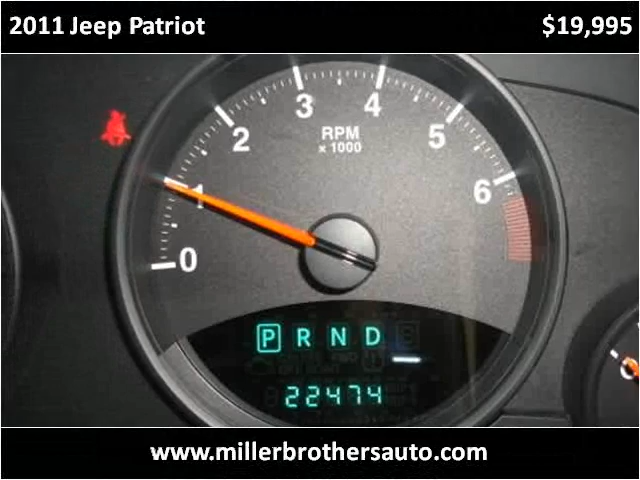 2011 Jeep Patriot $19,995
3 4
2 5
RPM
x 1000
1 6
0
P R N D
22474
www.millerbrothersauto.com